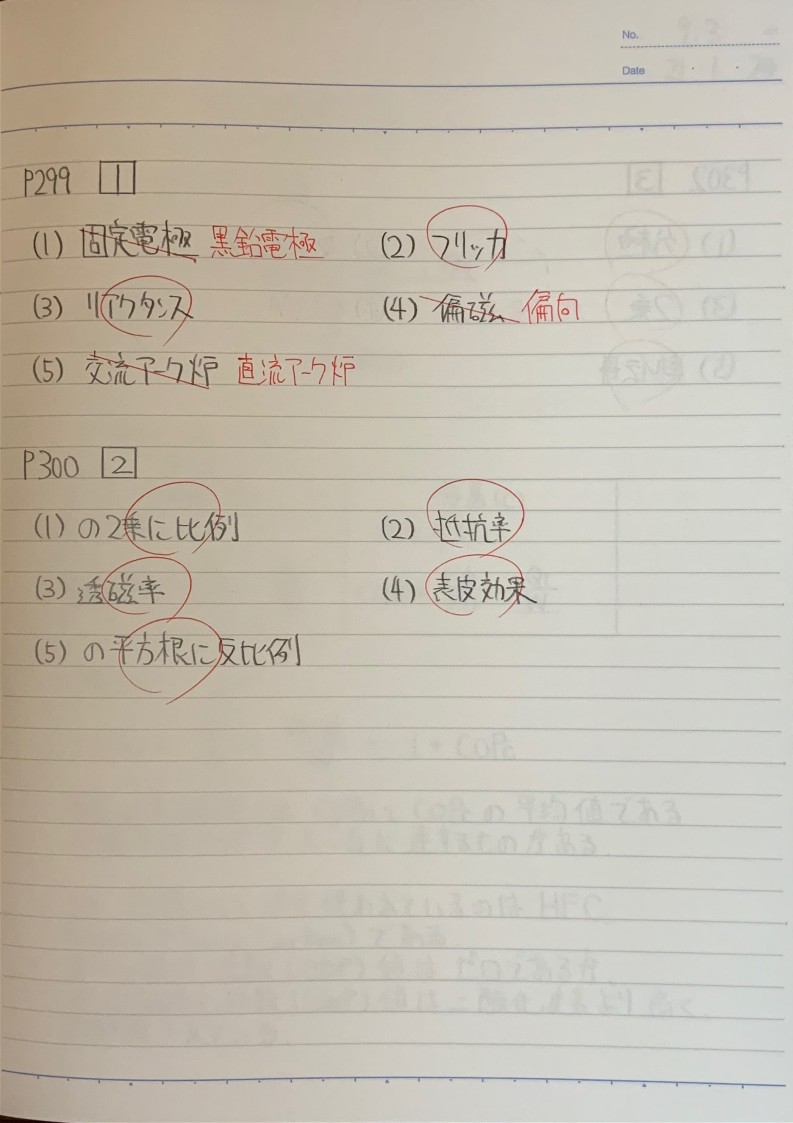 No.
Date
P299 1
(1) 固定電極 黒鉛電極 (2) フリッカ
(3) リアクタンス (4) 偏磁 偏向
(5) 交流アーク炉 直流アーク炉
P300 2
(1) の2乗に比例 (2) 抵抗率
(3) 透磁率 (4) 表皮効果
(5) の平方根に反比例